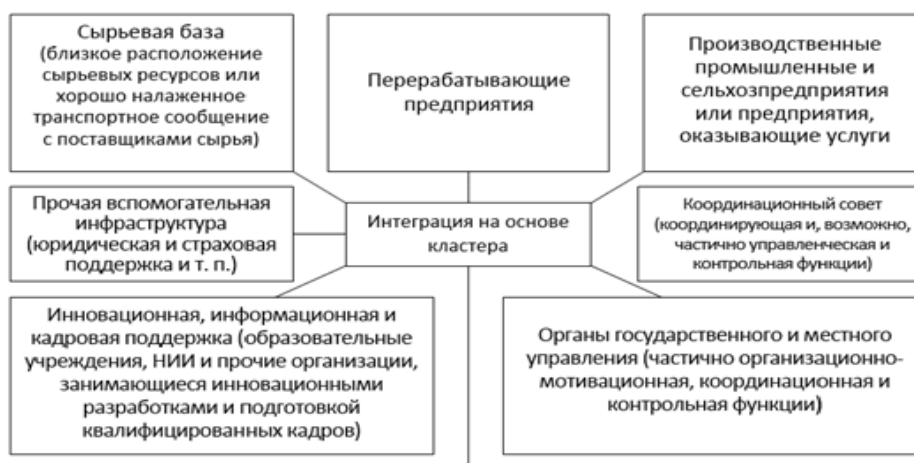 Сырьевая база
(близкое расположение
сырьевых ресурсов или
хорошо налаженное
транспортное сообщение
с поставщиками сырья)
Перерабатывающие
предприятия
Производственные
промышленные и
сельхозпредприятия
или предприятия,
оказывающие услуги
Прочая вспомогательная
инфраструктура
(юридическая и страховая
поддержка и т. п.)
Интеграция на основе
кластера
Координационный совет
(координирующая и, возможно,
частично управленческая и
контрольная функции)
Инновационная, информационная и
кадровая поддержка (образовательные
учреждения, НИИ и прочие организации,
занимающиеся инновационными
разработками и подготовкой
квалифицированных кадров)
Органы государственного и местного
управления (частично организационно-
мотивационная, координационная и
контрольная функции)